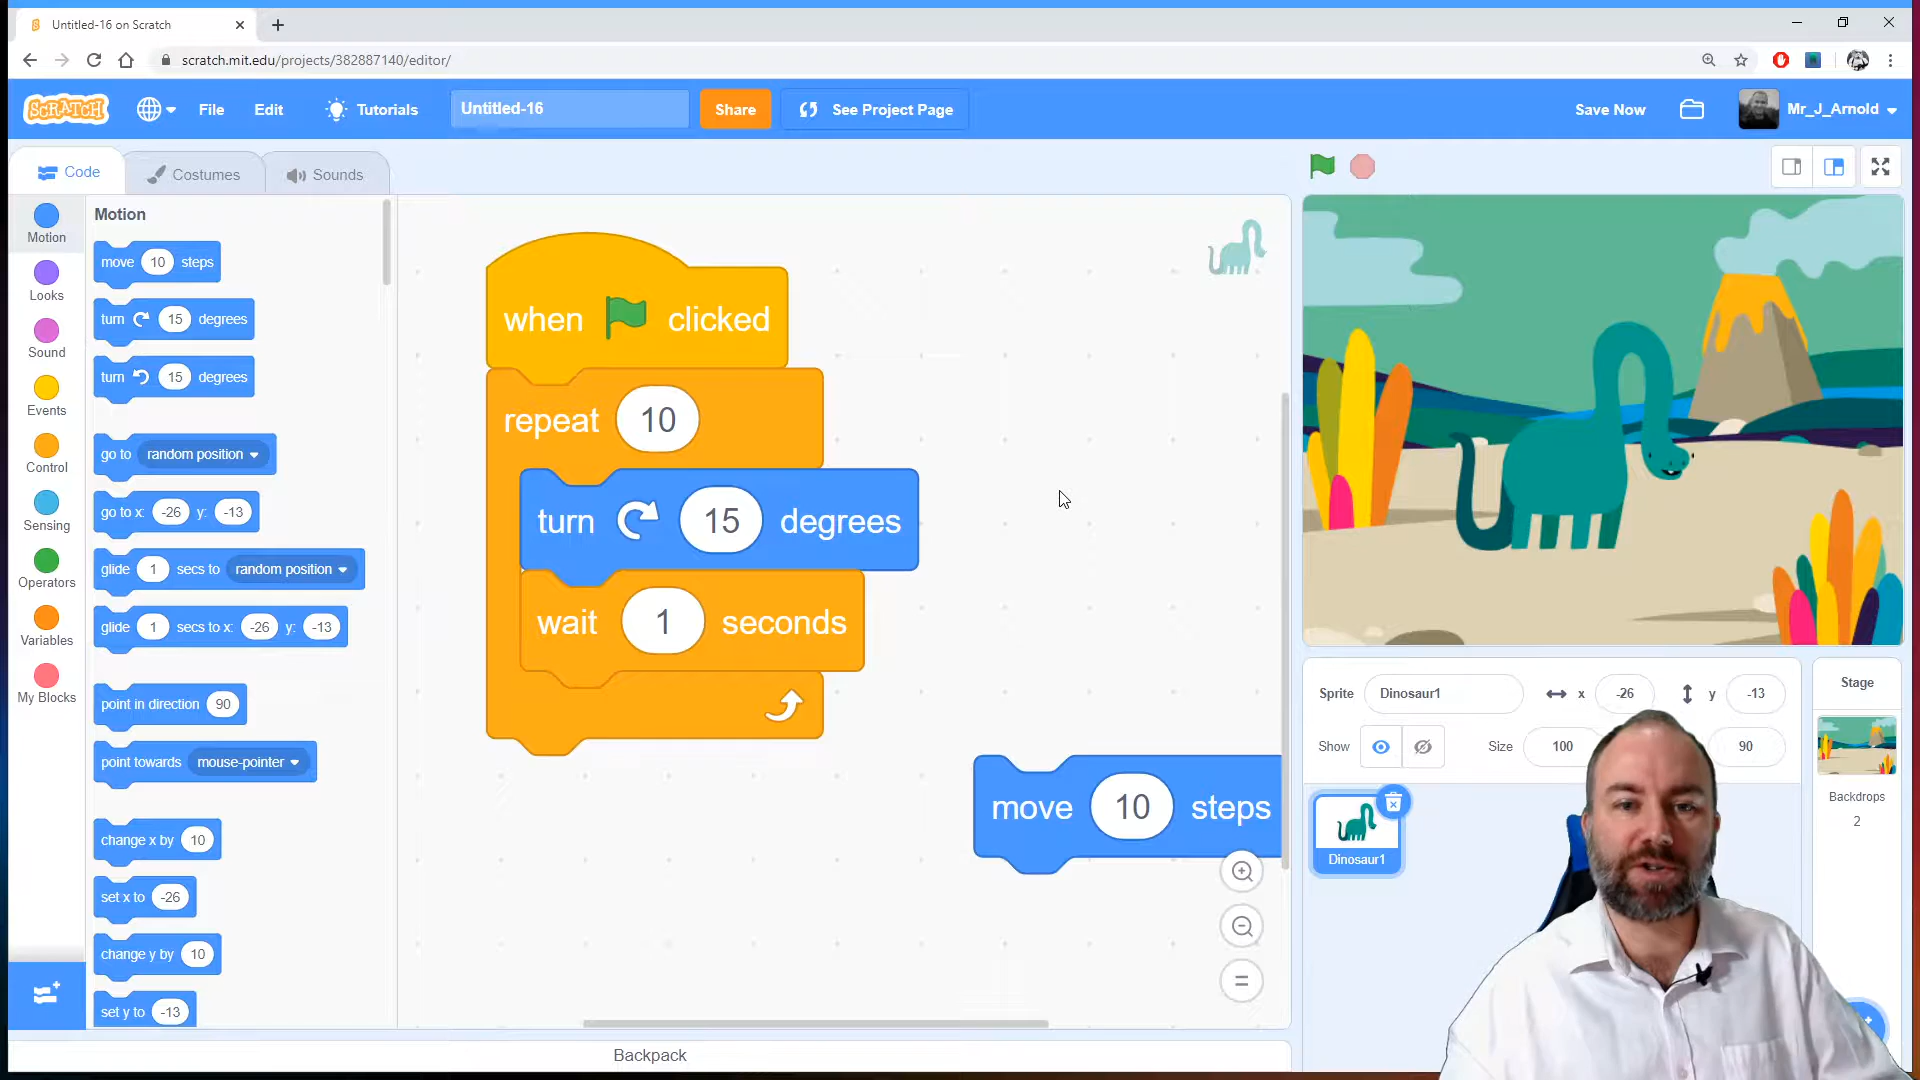 Untitled-16 on Scratch
scratch.mit.edu/projects/382887140/editor/
SCRATCH
File
Edit
Tutorials
Untitled-16
Share
See Project Page
Save Now
Mr_J_Arnold
Code
Costumes
Sounds
Motion
Looks
Sound
Events
Control
Sensing
Operators
Variables
My Blocks
Motion
move 10 steps
turn 15 degrees
turn 15 degrees
go to random position
go to x: -26 y: -13
glide 1 secs to random position
glide 1 secs to x: -26 y: -13
point in direction 90
point towards mouse-pointer
change x by 10
set x to -26
change y by 10
set y to -13
when clicked
repeat 10
turn 15 degrees
wait 1 seconds
move 10 steps
Backpack
Sprite Dinosaur1 x -26 y -13
Show Size 100 90
Dinosaur1
Stage
Backdrops
2